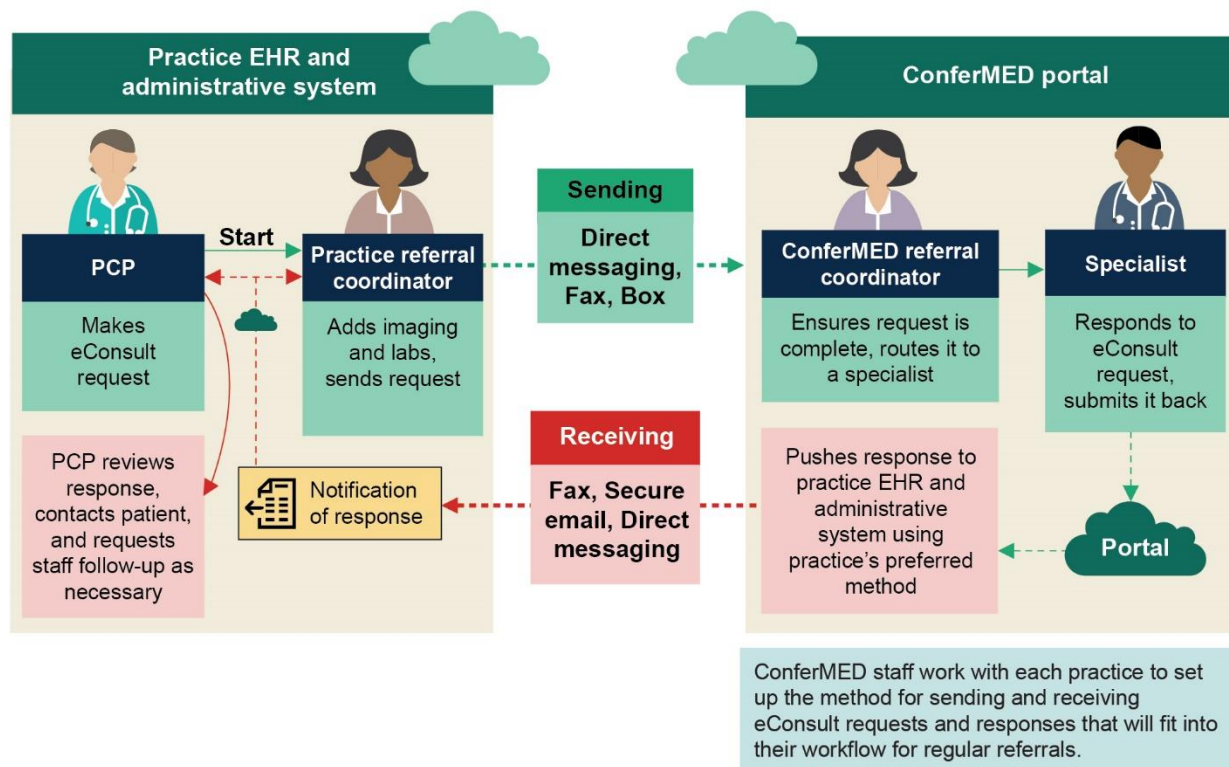 Practice EHR and
administrative system
ConferMED portal
Start
PCP
Makes
eConsult
request
Practice referral
coordinator
Adds imaging
and labs,
sends request
Sending
Direct
messaging,
Fax, Box
ConferMED referral
coordinator
Ensures request is
complete, routes it to
a specialist
Specialist
Responds to
eConsult
request,
submits it back
Portal
Pushes response to
practice EHR and
administrative
system using
practice’s preferred
method
Receiving
Fax, Secure
email, Direct
messaging
Notification
of response
PCP reviews
response,
contacts patient,
and requests
staff follow-up as
necessary
ConferMED staff work with each practice to set
up the method for sending and receiving
eConsult requests and responses that will fit into
their workflow for regular referrals.